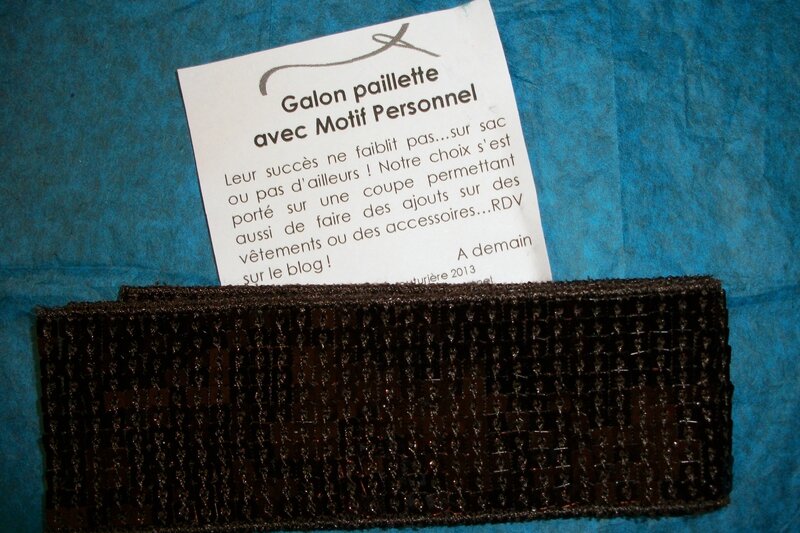 Galon paillette
avec Motif Personnel
Leur succès ne faiblit pas...sur sac
ou pas d'ailleurs ! Notre choix s'est
porté sur une coupe permettant
aussi de faire des ajouts sur des
vêtements ou des accessoires...RDV
sur le blog !
A demain
2013